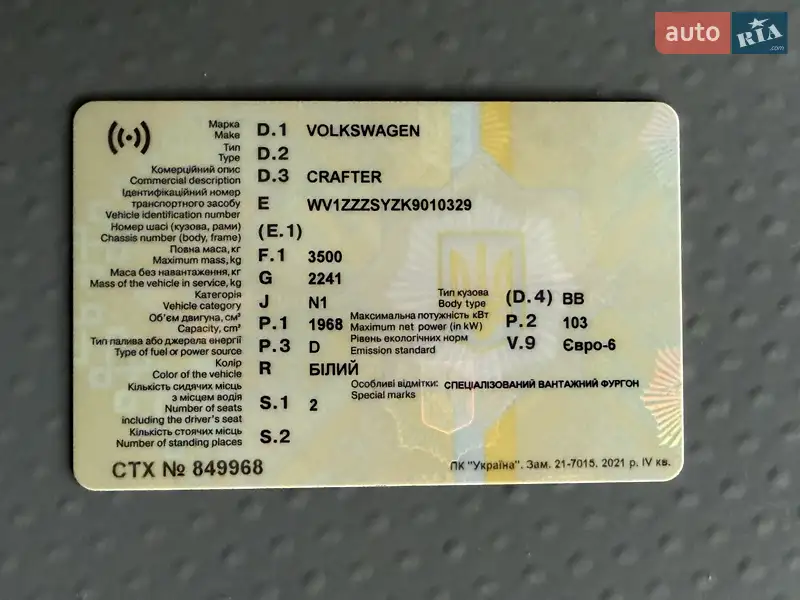 auto RIA .com
Марка
Make D.1 VOLKSWAGEN
Тип
Type D.2
Комерційний опис
Commercial description D.3 CRAFTER
Ідентифікаційний номер
транспортного засобу
Vehicle identification number E WV1ZZZSYZK9010329
Номер шасі (кузова, рами)
Chassis number (body, frame) (E.1)
Повна маса, кг
Maximum mass, kg F.1 3500
Маса без навантаження, кг
Mass of the vehicle in service, kg G 2241
Категорія
Vehicle category J N1
Тип кузова
Body type (D.4) BB
Об'єм двигуна, см³
Capacity, cm³ P.1 1968
Максимальна потужність кВт
Maximum net power (in kW) P.2 103
Тип палива або джерела енергії
Type of fuel or power source P.3 D
Рівень екологічних норм
Emission standard V.9 Євро-6
Колір
Color of the vehicle R БІЛИЙ
Особливі відмітки: СПЕЦІАЛІЗОВАНИЙ ВАНТАЖНИЙ ФУРГОН
Special marks
Кількість сидячих місць
з місцем водія
Number of seats
including the driver's seat S.1 2
Кількість стоячих місць
Number of standing places S.2
СТХ № 849968
ПК "Україна". Зам. 21-7015. 2021 р. IV кв.